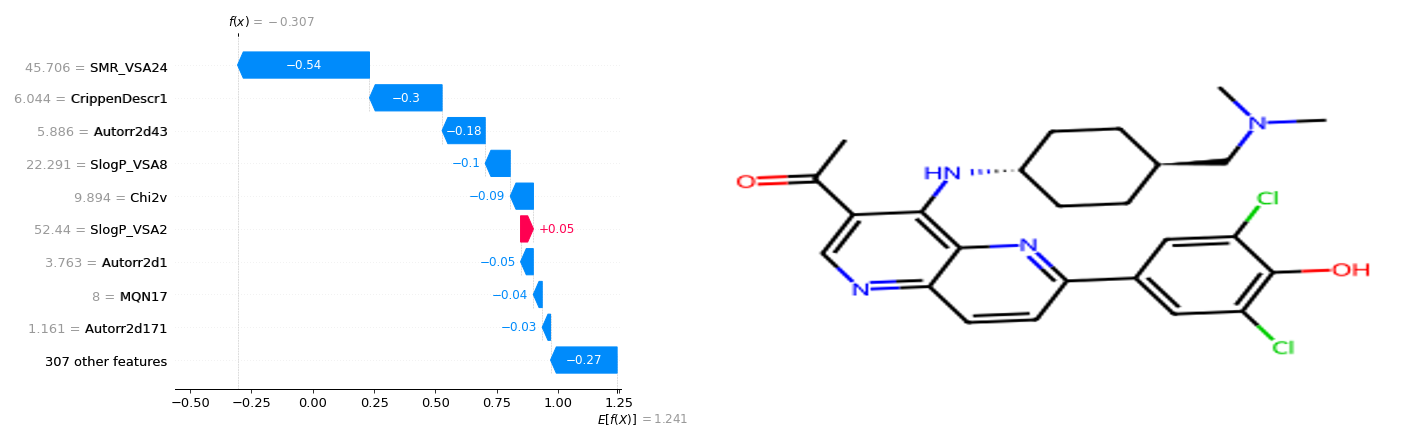 f(x) = −0.307
45.706 = SMR_VSA24
−0.54
6.044 = CrippenDescr1
−0.3
5.886 = Autorr2d43
−0.18
22.291 = SlogP_VSA8
−0.1
9.894 = Chi2v
−0.09
52.44 = SlogP_VSA2
+0.05
3.763 = Autorr2d1
−0.05
8 = MQN17
−0.04
1.161 = Autorr2d171
−0.03
307 other features
−0.27
−0.50 −0.25 0.00 0.25 0.50 0.75 1.00 1.25
E[f(X)] = 1.241
N
HN
O
Cl
N
OH
N
Cl